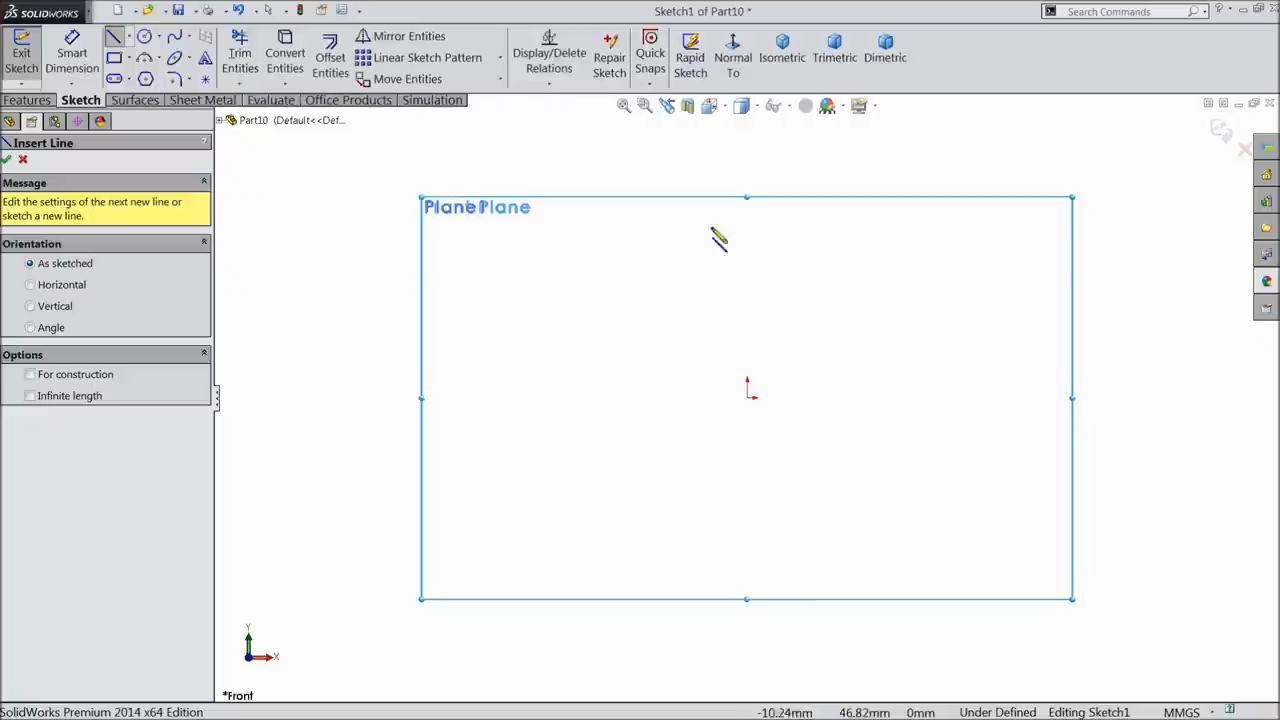 SOLIDWORKS
Sketch1 of Part10 *
Search Commands
Exit Sketch
Smart Dimension
Trim Entities
Convert Entities
Offset Entities
Mirror Entities
Linear Sketch Pattern
Move Entities
Display/Delete Relations
Repair Sketch
Quick Snaps
Rapid Sketch
Normal To
Isometric
Trimetric
Dimetric
Features
Sketch
Surfaces
Sheet Metal
Evaluate
Office Products
Simulation
Part10 (Default<<Def...
Insert Line
?
Message
Edit the settings of the next new line or
sketch a new line.
Orientation
As sketched
Horizontal
Vertical
Angle
Options
For construction
Infinite length
Plane
Plane
Y
X
*Front
SolidWorks Premium 2014 x64 Edition
-10.24mm
46.82mm
0mm
Under Defined
Editing Sketch1
MMGS